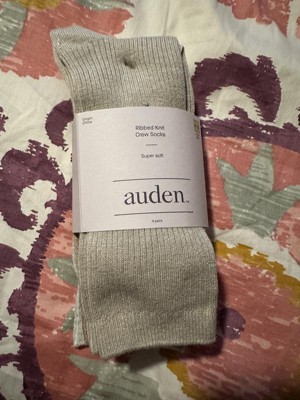 Ribbed Knit
Crew Socks
Super soft
auden.